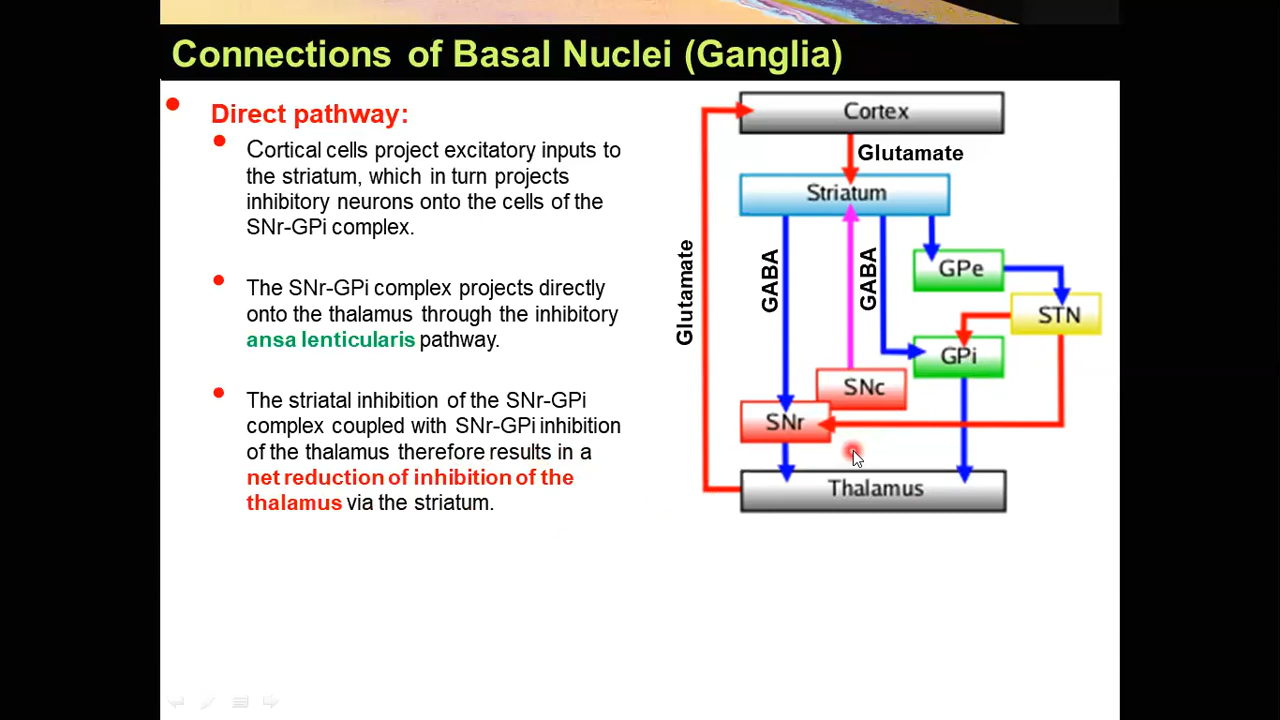 Connections of Basal Nuclei (Ganglia)
Direct pathway:
Cortical cells project excitatory inputs to
the striatum, which in turn projects
inhibitory neurons onto the cells of the
SNr-GPi complex.
The SNr-GPi complex projects directly
onto the thalamus through the inhibitory
ansa lenticularis pathway.
The striatal inhibition of the SNr-GPi
complex coupled with SNr-GPi inhibition
of the thalamus therefore results in a
net reduction of inhibition of the
thalamus via the striatum.
Cortex
Glutamate
Striatum
Glutamate
GABA
GABA
GPe
STN
GPi
SNc
SNr
Thalamus